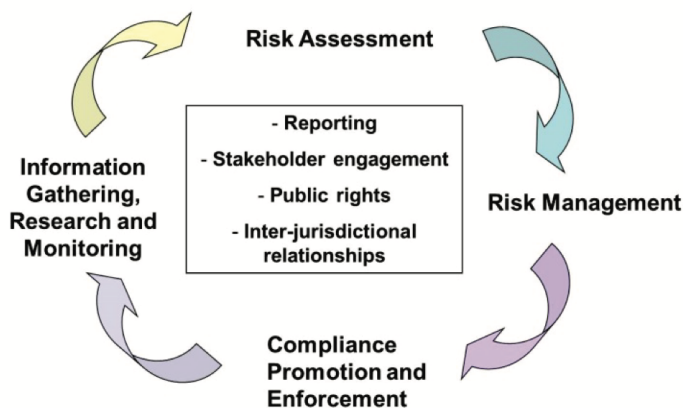 Risk Assessment
- Reporting
- Stakeholder engagement
- Public rights
- Inter-jurisdictional
relationships
Information
Gathering,
Research and
Monitoring
Risk Management
Compliance
Promotion and
Enforcement